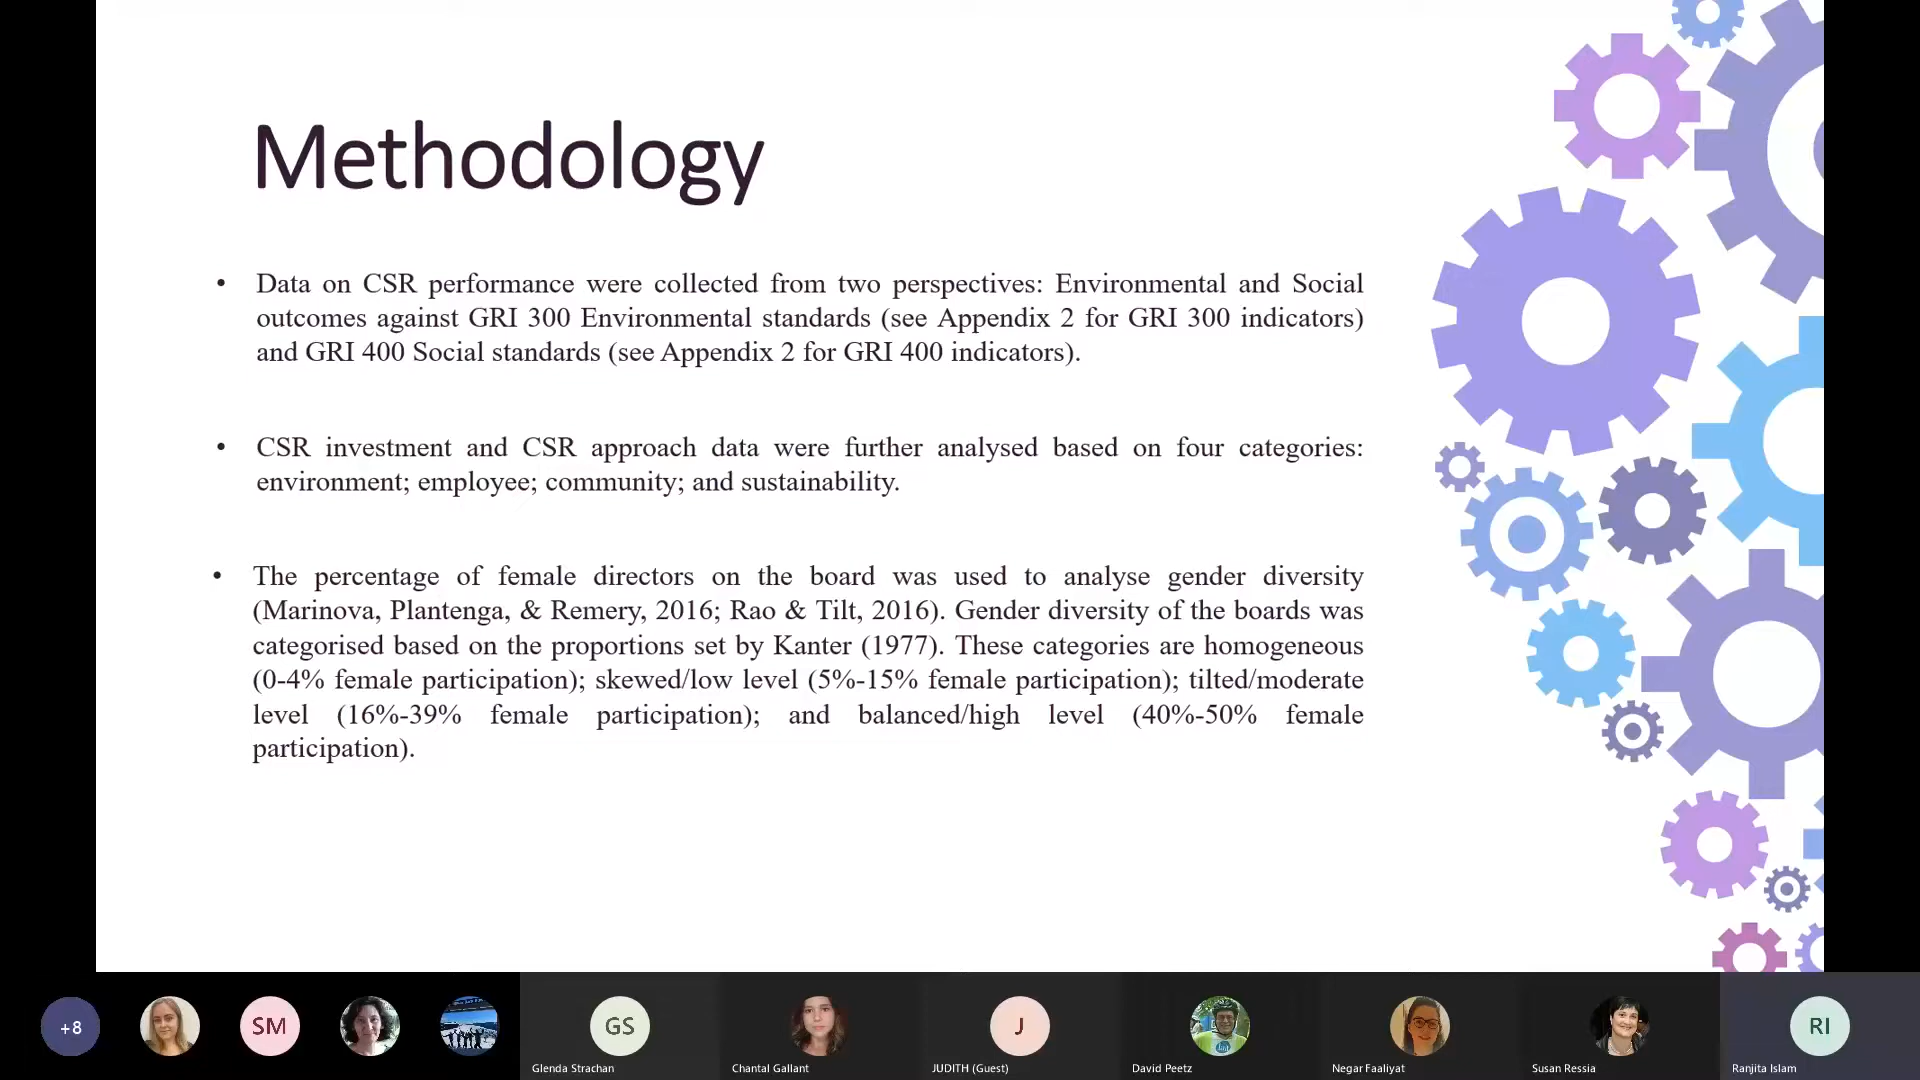 Methodology
• Data on CSR performance were collected from two perspectives: Environmental and Social
outcomes against GRI 300 Environmental standards (see Appendix 2 for GRI 300 indicators)
and GRI 400 Social standards (see Appendix 2 for GRI 400 indicators).
• CSR investment and CSR approach data were further analysed based on four categories:
environment; employee; community; and sustainability.
• The percentage of female directors on the board was used to analyse gender diversity
(Marinova, Plantenga, & Remery, 2016; Rao & Tilt, 2016). Gender diversity of the boards was
categorised based on the proportions set by Kanter (1977). These categories are homogeneous
(0-4% female participation); skewed/low level (5%-15% female participation); tilted/moderate
level (16%-39% female participation); and balanced/high level (40%-50% female
participation).
+8
SM
GS
J
RI
Glenda Strachan
Chantal Gallant
JUDITH (Guest)
David Peetz
Negar Faaliyat
Susan Ressia
Ranjita Islam